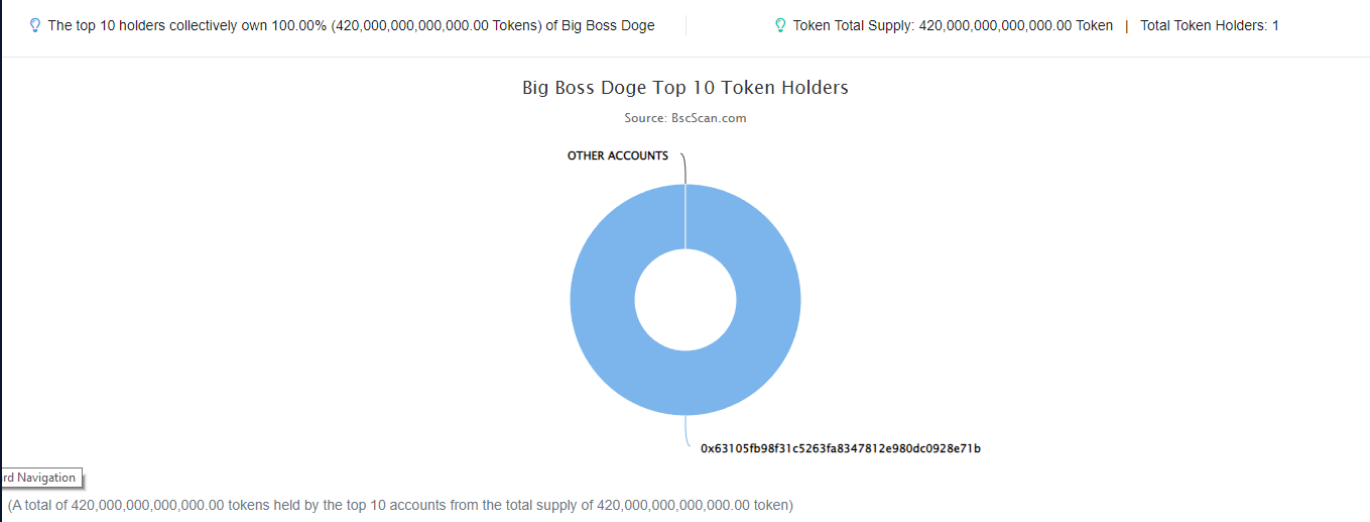 The top 10 holders collectively own 100.00% (420,000,000,000,000.00 Tokens) of Big Boss Doge
Token Total Supply: 420,000,000,000,000.00 Token | Total Token Holders: 1
Big Boss Doge Top 10 Token Holders
Source: BscScan.com
OTHER ACCOUNTS
0x63105fb98f31c5263fa8347812e980dc0928e71b
rd Navigation
(A total of 420,000,000,000,000.00 tokens held by the top 10 accounts from the total supply of 420,000,000,000,000.00 token)